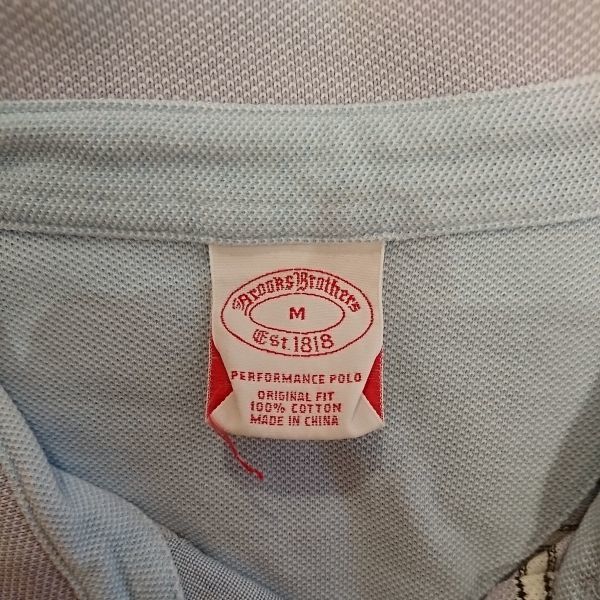 Brooks Brothers
M
Est. 1818
PERFORMANCE POLO
ORIGINAL FIT
100% COTTON
MADE IN CHINA